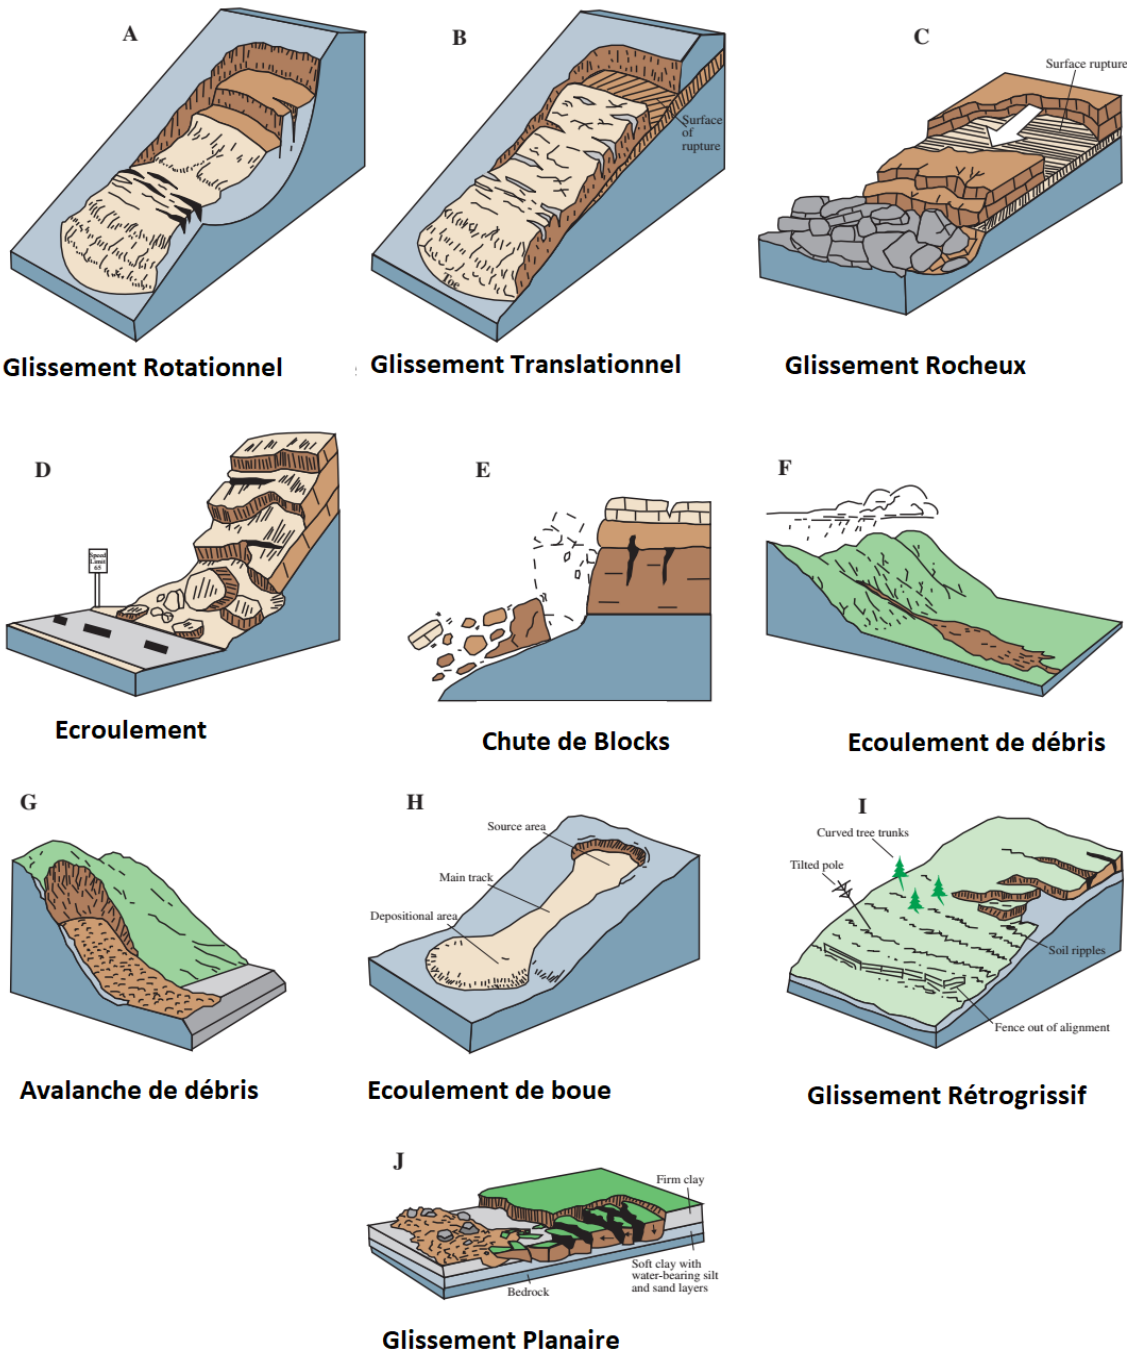 A
B
C
Surface rupture
Surface
of
rupture
Toe
Glissement Rotationnel
Glissement Translationnel
Glissement Rocheux
D
E
F
Speed
Limit
65
Ecroulement
Chute de Blocks
Ecoulement de débris
G
H
I
Source area
Curved tree trunks
Main track
Tilted pole
Depositional area
Soil ripples
Fence out of alignment
Avalanche de débris
Ecoulement de boue
Glissement Rétrogrissif
J
Firm clay
Soft clay with
water-bearing silt
and sand layers
Bedrock
Glissement Planaire